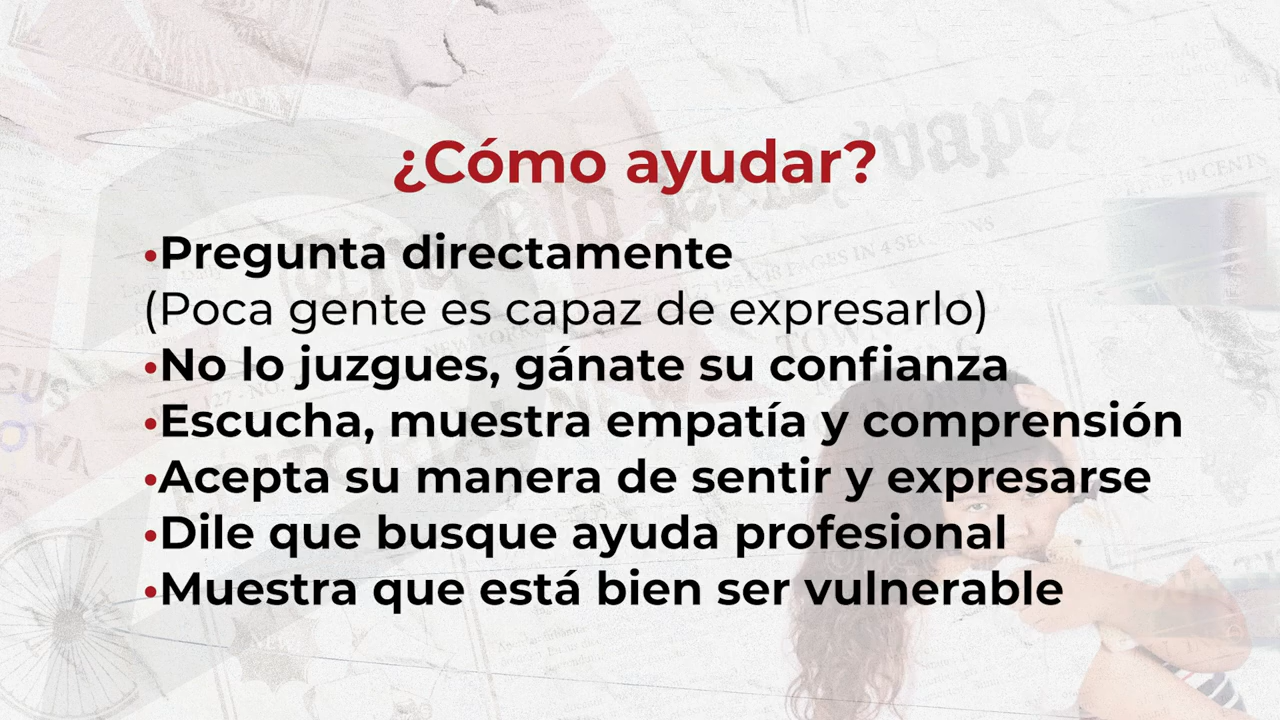 ¿Cómo ayudar?
•Pregunta directamente
(Poca gente es capaz de expresarlo)
•No lo juzgues, gánate su confianza
•Escucha, muestra empatía y comprensión
•Acepta su manera de sentir y expresarse
•Dile que busque ayuda profesional
•Muestra que está bien ser vulnerable